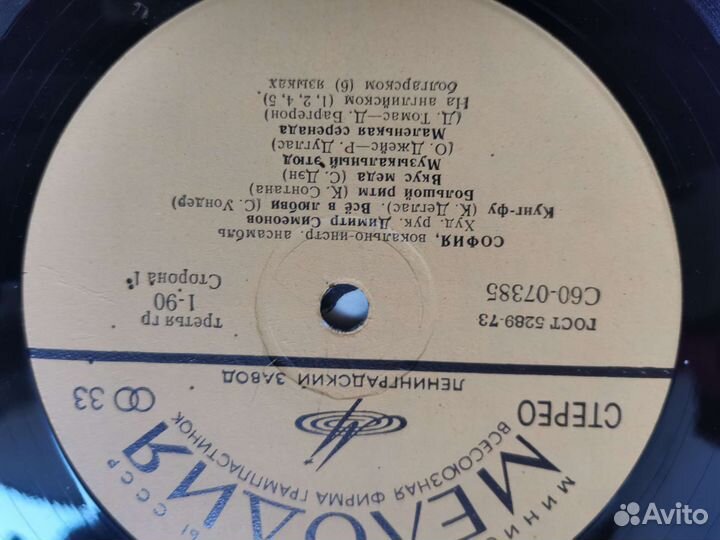 МИНИС
Ы СССР
МЕЛОДИЯ
ВСЕСОЮЗНАЯ ФИРМА ГРАМПЛАСТИНОК
СТЕРЕО
33
ЛЕНИНГРАДСКИЙ ЗАВОД
ГОСТ 5289-73
третья гр
1-90
С60-07385
Сторона 1
СОФИЯ, вокально-инстр. ансамбль
Худ. рук. Димитр Симеонов
Кунг-фу (К. Деглас). Всё в любви (С. Уондер)
Большой ритм (К. Сонтана)
Вкус меда (С. Дэн)
Музыкальный этюд
(О. Джейс—Р. Дуглас)
Маленькая серенада
(Д. Томас—Д. Баргерон)
На английском (1, 2, 4, 5)
болгарском (6) языках
Avito